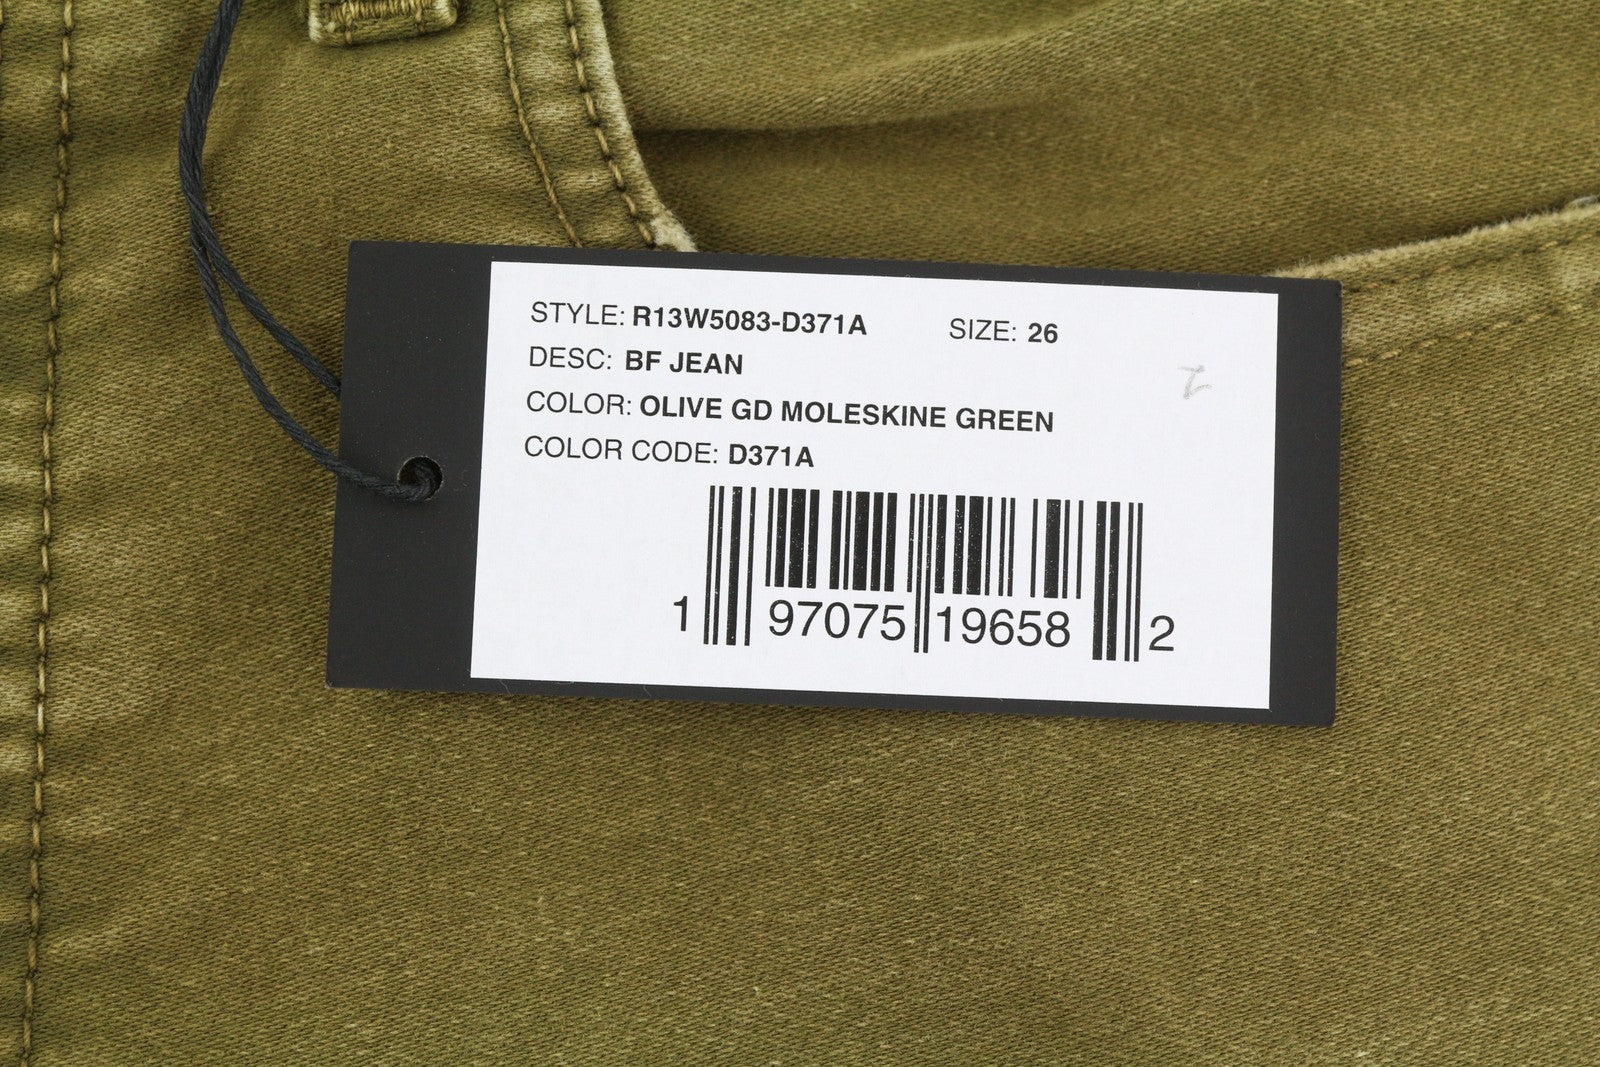 STYLE: R13W5083-D371A SIZE: 26
DESC: BF JEAN
COLOR: OLIVE GD MOLESKINE GREEN
COLOR CODE: D371A
1 97075 19658 2